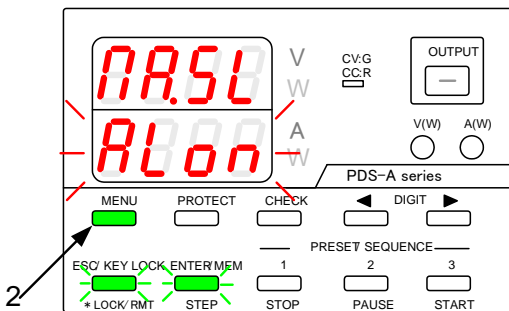 MA.SL
V
W
CV:G
CC:R
OUTPUT
ALon
A
W
V(W) A(W)
PDS-A series
MENU PROTECT CHECK ◀ DIGIT ▶
PRESET/ SEQUENCE
ESC/ KEY LOCK ENTER/MEM 1 2 3
2
* LOCK/RMT STEP STOP PAUSE START